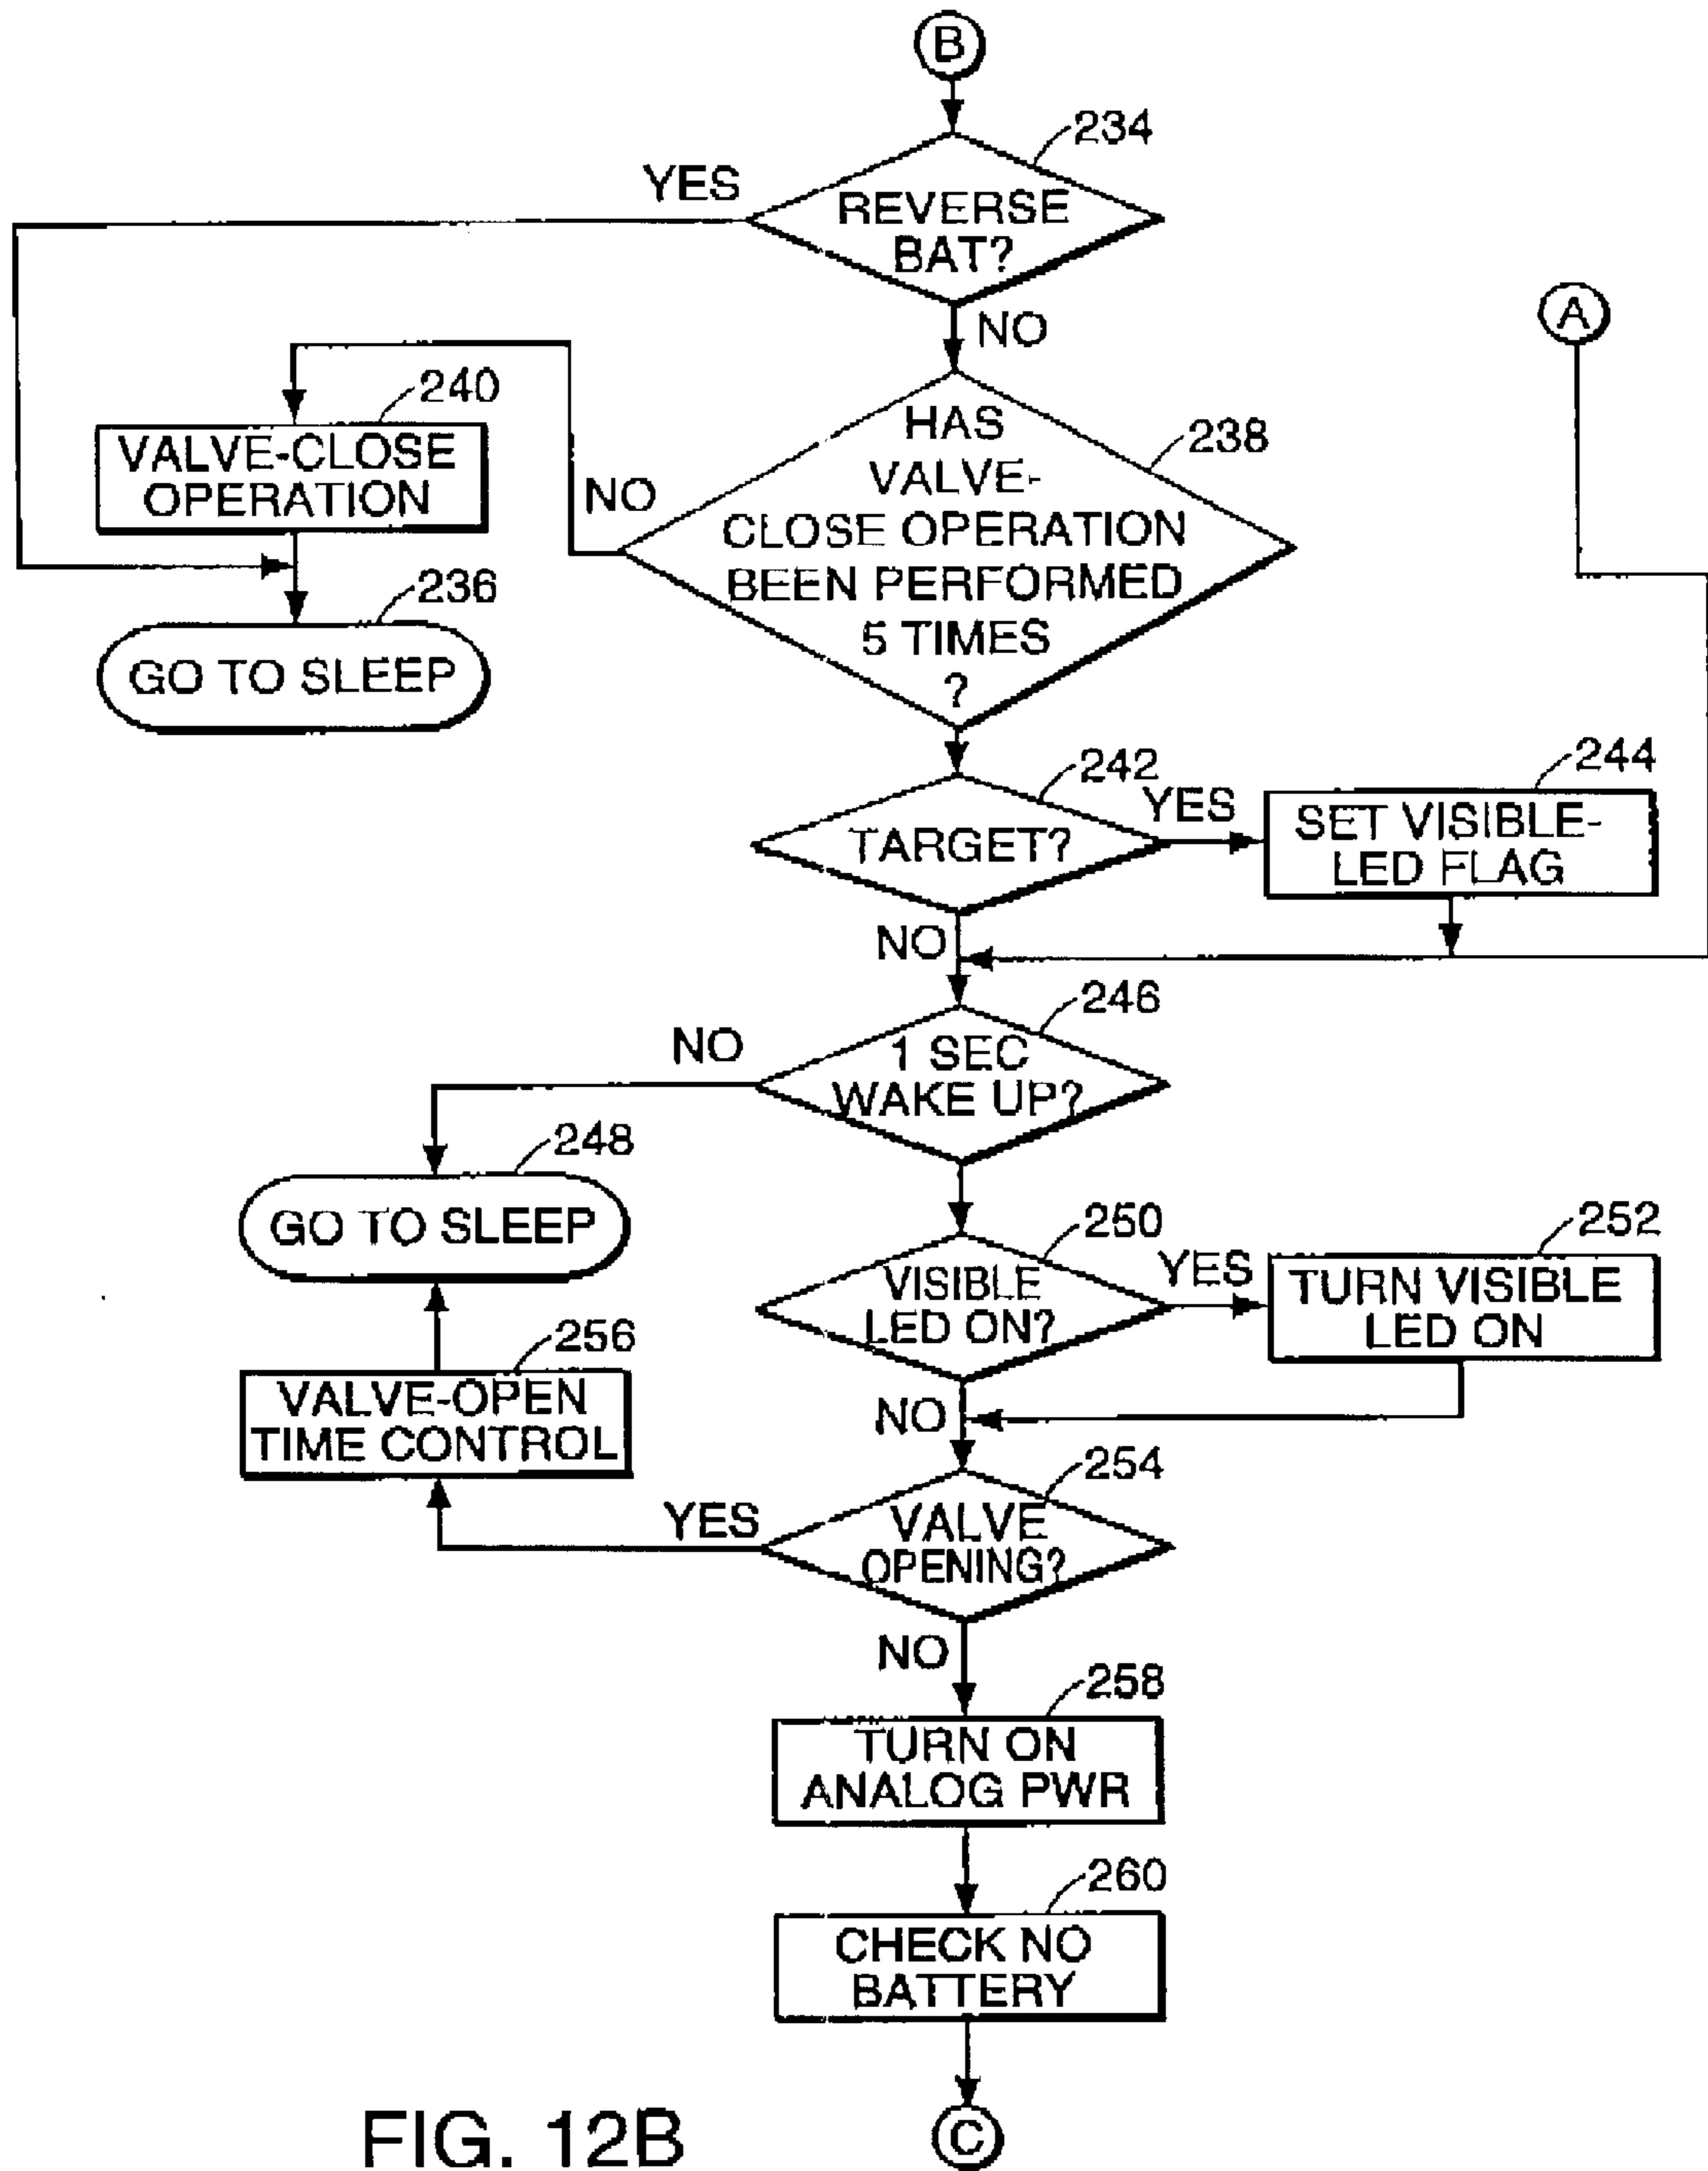 B
234
YES
REVERSE
BAT?
NO
A
240
VALVE-CLOSE
OPERATION
NO
HAS
VALVE-
CLOSE OPERATION
BEEN PERFORMED
5 TIMES
?
238
236
GO TO SLEEP
242
TARGET?
YES
244
SET VISIBLE-
LED FLAG
NO
246
NO
1 SEC
WAKE UP?
248
GO TO SLEEP
250
VISIBLE
LED ON?
YES
252
TURN VISIBLE
LED ON
256
VALVE-OPEN
TIME CONTROL
NO
254
YES
VALVE
OPENING?
NO
258
TURN ON
ANALOG PWR
260
CHECK NO
BATTERY
C
FIG. 12B